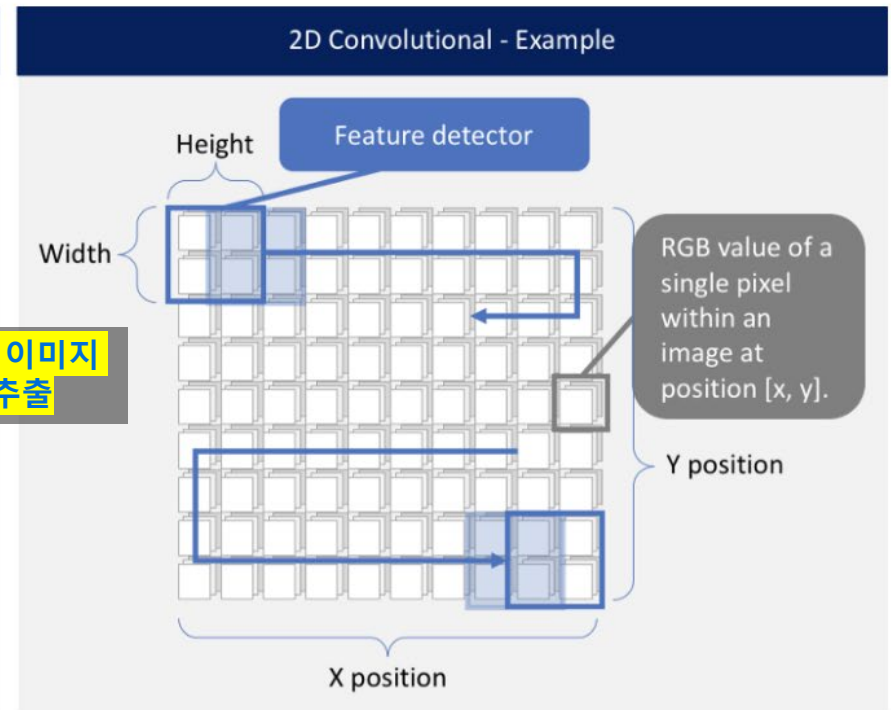 2D Convolutional - Example
Height
Feature detector
Width
RGB value of a
single pixel
within an
image at
position [x, y].
이미지
추출
Y position
X position